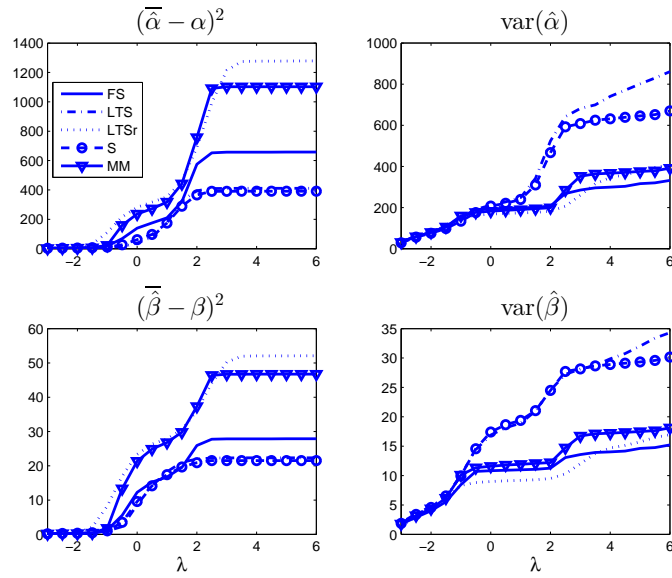 $(\overline{\hat{\alpha}} - \alpha)^2$
var($\hat{\alpha}$)
1400
1200
1000
800
600
400
200
0
−2 0 2 4 6
FS
LTS
LTSr
S
MM
1000
800
600
400
200
0
−2 0 2 4 6
$(\overline{\hat{\beta}} - \beta)^2$
var($\hat{\beta}$)
60
50
40
30
20
10
0
−2 0 2 4 6
λ
35
30
25
20
15
10
5
0
−2 0 2 4 6
λ